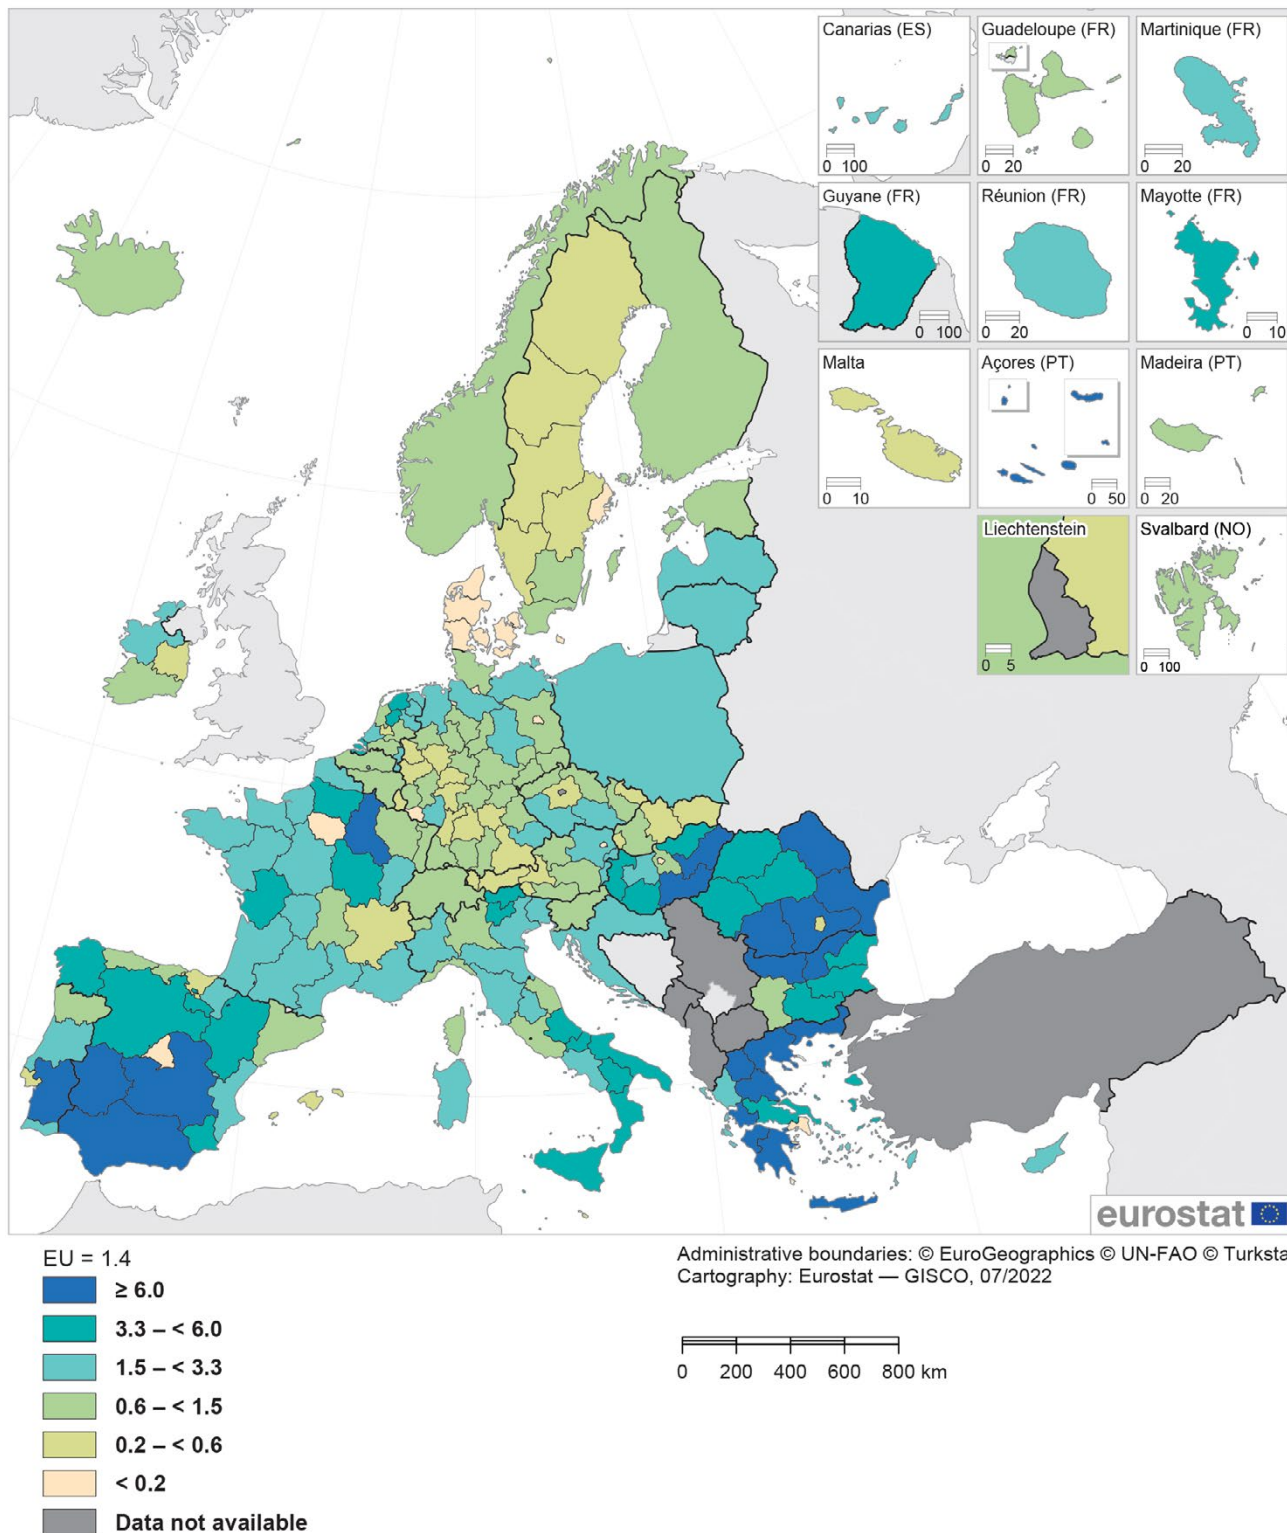 Canarias (ES)
0 100
Guadeloupe (FR)
0 20
Martinique (FR)
0 20
Guyane (FR)
0 100
Réunion (FR)
0 20
Mayotte (FR)
0 10
Malta
0 10
Açores (PT)
0 50
Madeira (PT)
0 20
Liechtenstein
0 5
Svalbard (NO)
0 100
eurostat
EU = 1.4
≥ 6.0
3.3 – < 6.0
1.5 – < 3.3
0.6 – < 1.5
0.2 – < 0.6
< 0.2
Data not available
Administrative boundaries: © EuroGeographics © UN-FAO © Turksta
Cartography: Eurostat — GISCO, 07/2022
0 200 400 600 800 km